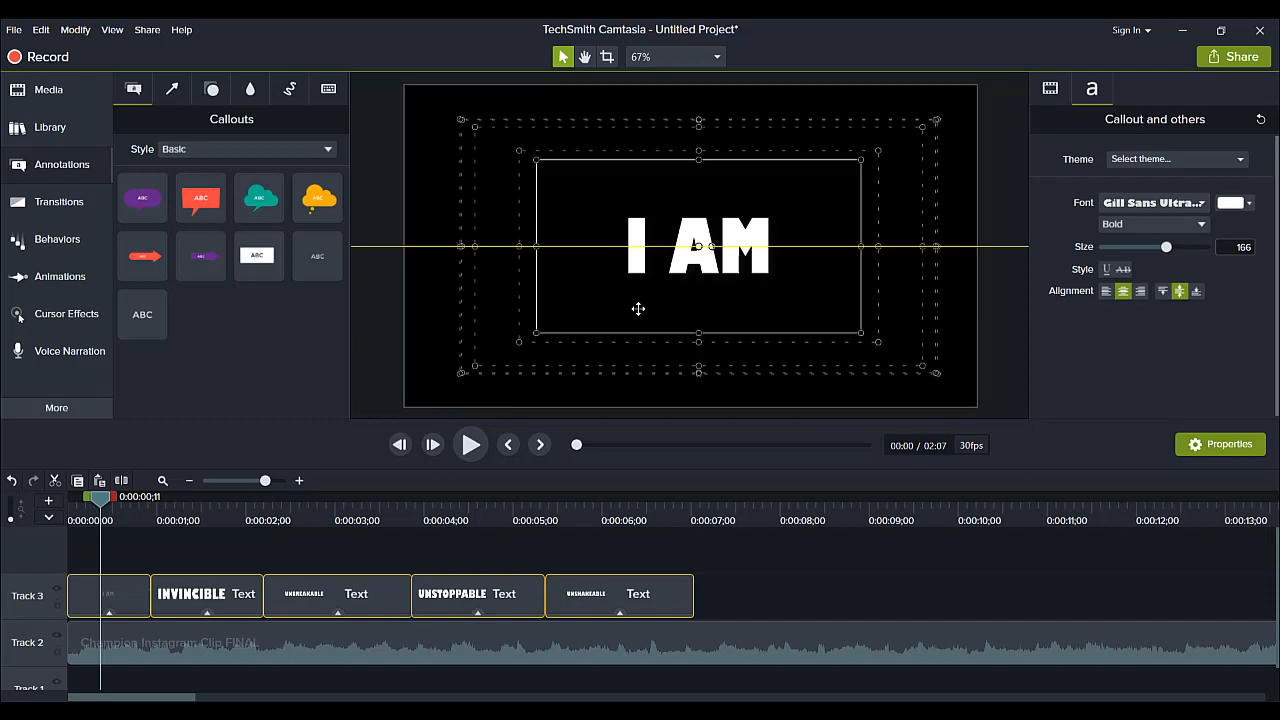 File Edit Modify View Share Help
TechSmith Camtasia - Untitled Project*
Sign In
Record
67%
Share
Media
Library
Annotations
Transitions
Behaviors
Animations
Cursor Effects
Voice Narration
More
Callouts
Style Basic
ABC ABC ABC ABC
ABC ABC ABC ABC
ABC
I AM
a
Callout and others
Theme Select theme...
Font Gill Sans Ultra...
Bold
Size 166
Style U AB
Alignment
00:00 / 02:07 30fps
Properties
0:00:00;11
0:00:00;00 0:00:01;00 0:00:02;00 0:00:03;00 0:00:04;00 0:00:05;00 0:00:06;00 0:00:07;00 0:00:08;00 0:00:09;00 0:00:10;00 0:00:11;00 0:00:12;00 0:00:13;00
Track 3 I AM INVINCIBLE Text UNBREAKABLE Text UNSTOPPABLE Text UNSHAKEABLE Text
Track 2 Champion Instagram Clip FINAL
Track 1